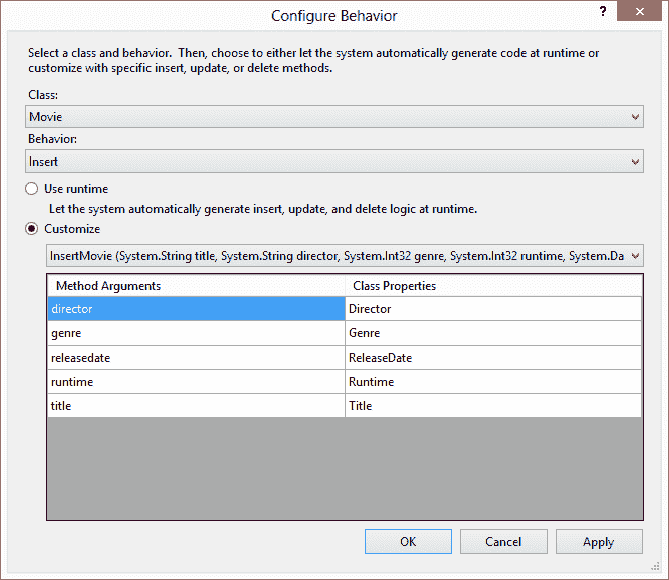 Configure Behavior
?
x
Select a class and behavior. Then, choose to either let the system automatically generate code at runtime or
customize with specific insert, update, or delete methods.
Class:
Movie
Behavior:
Insert
Use runtime
Let the system automatically generate insert, update, and delete logic at runtime.
Customize
InsertMovie (System.String title, System.String director, System.Int32 genre, System.Int32 runtime, System.Da
Method Arguments Class Properties
director Director
genre Genre
releasedate ReleaseDate
runtime Runtime
title Title
OK Cancel Apply